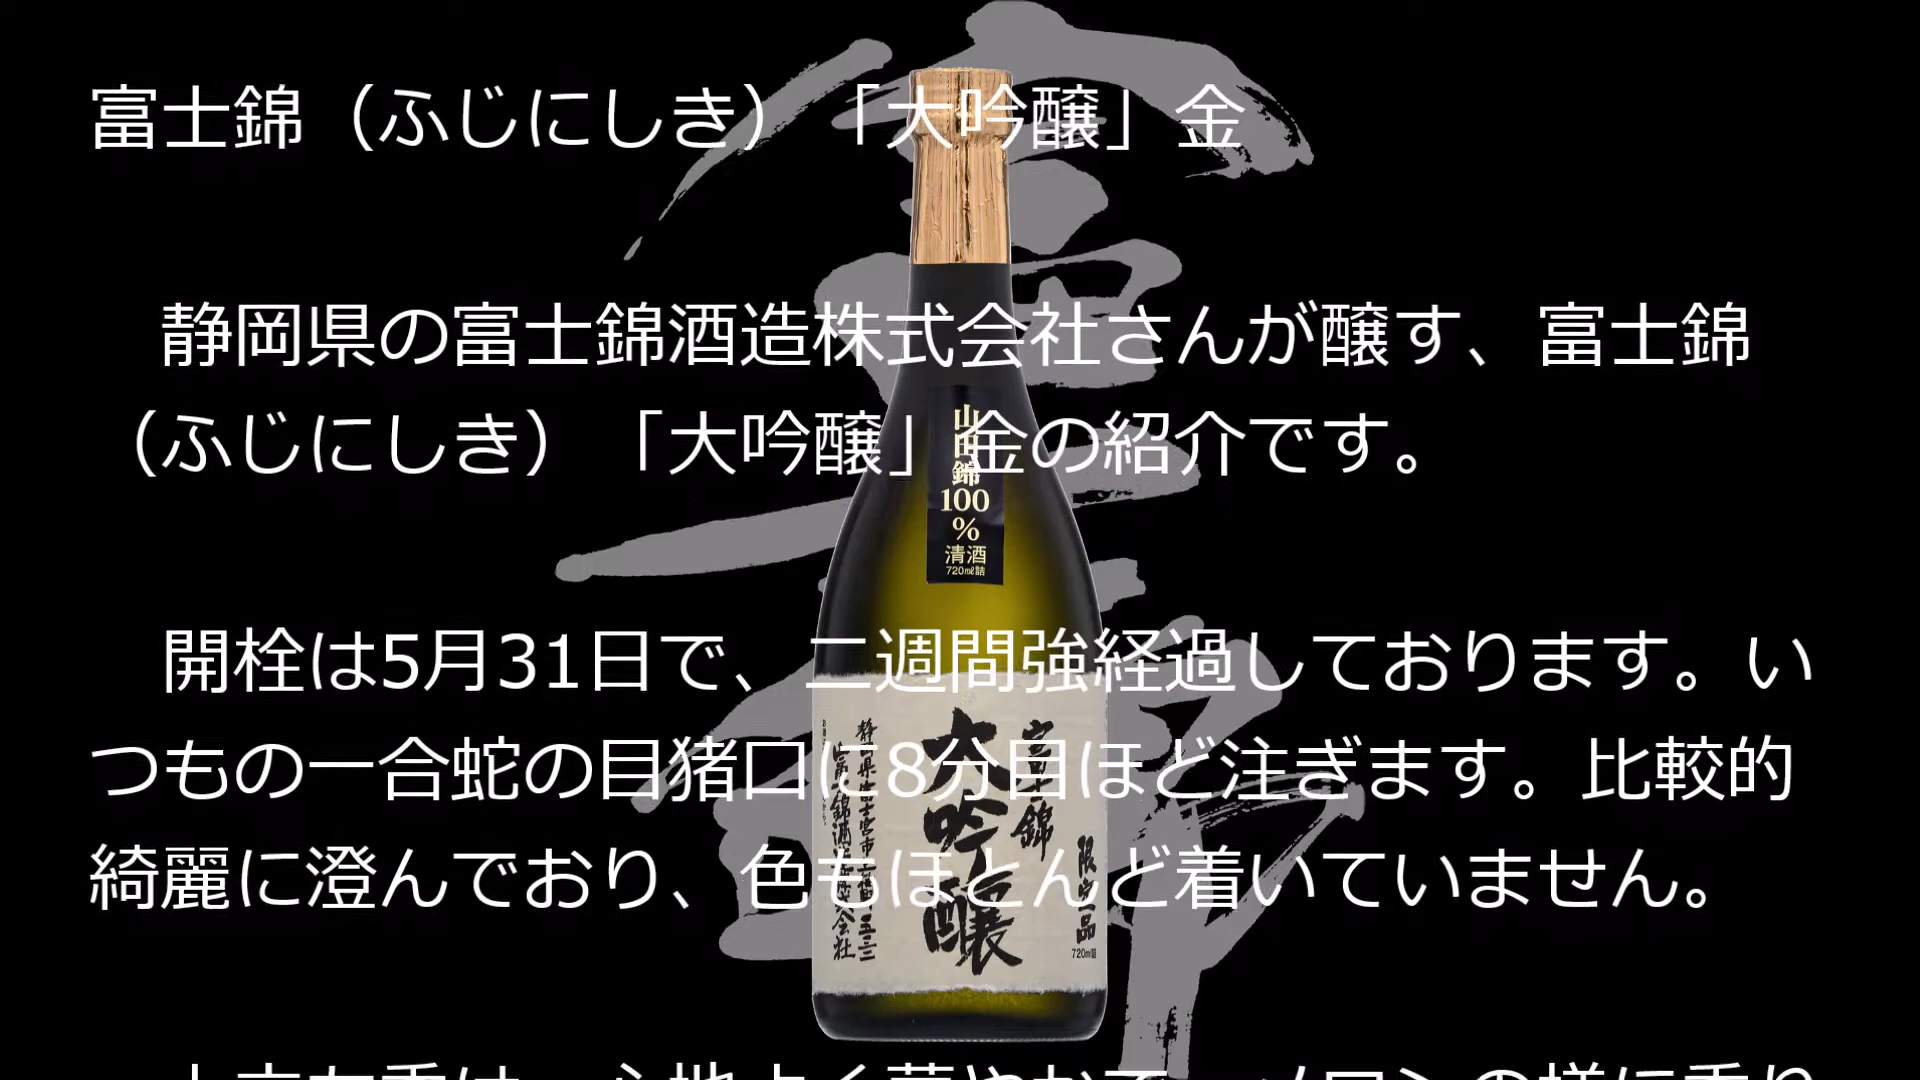 富士錦（ふじにしき）「大吟醸」金
静岡県の富士錦酒造株式会社さんが醸す、富士錦
（ふじにしき）「大吟醸」金の紹介です。
開栓は5月31日で、二週間強経過しております。い
つもの一合蛇の目猪口に8分目ほど注ぎます。比較的
綺麗に澄んでおり、色もほとんど着いていません。
山田錦
100
%
清酒
720mℓ詰
富士錦
大吟醸
限定品
720ml詰